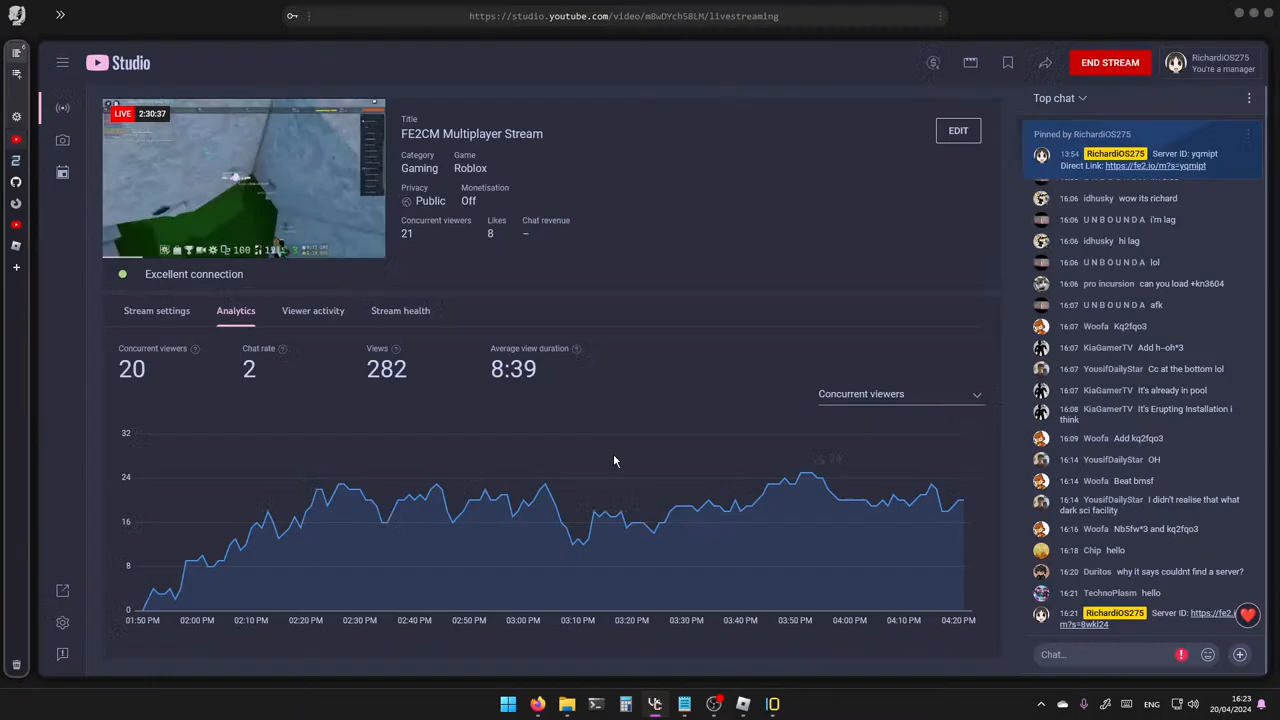 https://studio.youtube.com/video/m8wDYch58LM/livestreaming
Studio
END STREAM
RichardiOS275
You're a manager
LIVE 2:30:37
Title
FE2CM Multiplayer Stream
EDIT
Category
Game
Gaming
Roblox
Privacy
Monetisation
Public
Off
Concurrent viewers
Likes
Chat revenue
21
8
–
Excellent connection
Stream settings
Analytics
Viewer activity
Stream health
Concurrent viewers
Chat rate
Views
Average view duration
20
2
282
8:39
Concurrent viewers
32
24
16
8
0
01:50 PM
02:00 PM
02:10 PM
02:20 PM
02:30 PM
02:40 PM
02:50 PM
03:00 PM
03:10 PM
03:20 PM
03:30 PM
03:40 PM
03:50 PM
04:00 PM
04:10 PM
04:20 PM
Top chat
Pinned by RichardiOS275
13:54 RichardiOS275 Server ID: yqmipt
Direct Link: https://fe2.io/m?s=yqmipt
16:06 idhusky wow its richard
16:06 U N B O U N D A i'm lag
16:06 idhusky hi lag
16:06 U N B O U N D A lol
16:06 pro incursion can you load +kn3604
16:07 U N B O U N D A afk
16:07 Woofa Kq2fqo3
16:07 KiaGamerTV Add h--oh*3
16:07 YousifDailyStar Cc at the bottom lol
16:07 KiaGamerTV It's already in pool
16:08 KiaGamerTV It's Erupting Installation i
think
16:09 Woofa Add kq2fqo3
16:14 YousifDailyStar OH
16:14 Woofa Beat bmsf
16:14 YousifDailyStar I didn't realise that what
dark sci facility
16:16 Woofa Nb5fw*3 and kq2fqo3
16:18 Chip hello
16:20 Duritos why it says couldnt find a server?
16:21 TechnoPlasm hello
16:21 RichardiOS275 Server ID: https://fe2.
m?s=8wkl24
Chat...
ENG
16:23
20/04/2024